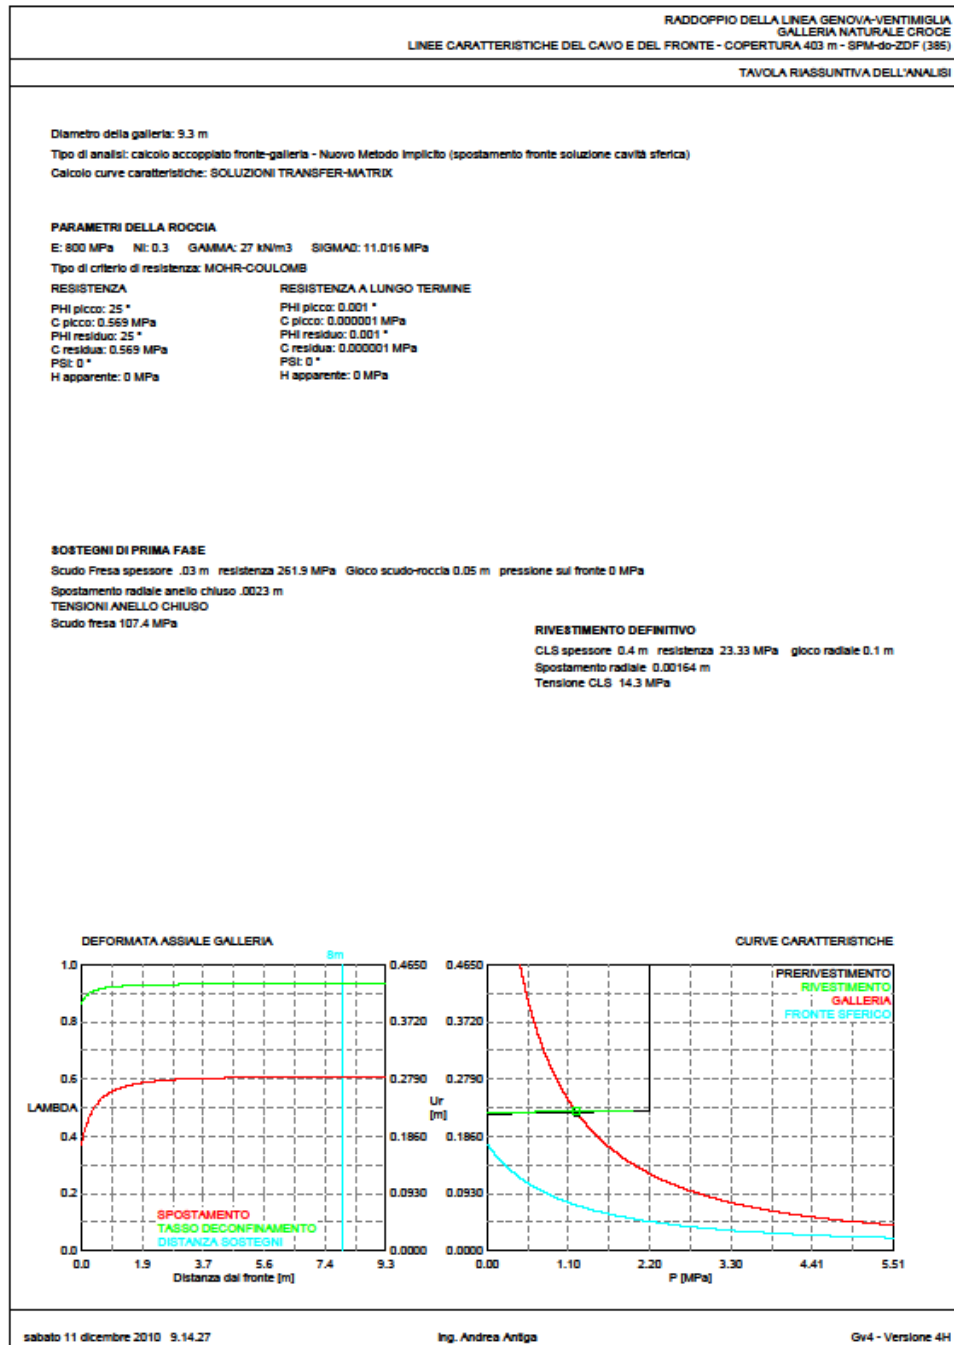 RADDOPPIO DELLA LINEA GENOVA-VENTIMIGLIA
GALLERIA NATURALE CROCE
LINEE CARATTERISTICHE DEL CAVO E DEL FRONTE - COPERTURA 403 m - SPM-do-ZDF (385)
TAVOLA RIASSUNTIVA DELL'ANALISI
Diametro della galleria: 9.3 m
Tipo di analisi: calcolo accoppiato fronte-galleria - Nuovo Metodo Implicito (spostamento fronte soluzione cavità sferica)
Calcolo curve caratteristiche: SOLUZIONI TRANSFER-MATRIX
PARAMETRI DELLA ROCCIA
E: 800 MPa NI: 0.3 GAMMA: 27 kN/m3 SIGMA0: 11.016 MPa
Tipo di criterio di resistenza: MOHR-COULOMB
RESISTENZA RESISTENZA A LUNGO TERMINE
PHI picco: 25 ° PHI picco: 0.001 °
C picco: 0.569 MPa C picco: 0.000001 MPa
PHI residuo: 25 ° PHI residuo: 0.001 °
C residua: 0.569 MPa C residua: 0.000001 MPa
PSI: 0 ° PSI: 0 °
H apparente: 0 MPa H apparente: 0 MPa
SOSTEGNI DI PRIMA FASE
Scudo Fresa spessore .03 m resistenza 261.9 MPa Gioco scudo-roccia 0.05 m pressione sul fronte 0 MPa
Spostamento radiale anello chiuso .0023 m
TENSIONI ANELLO CHIUSO
Scudo fresa 107.4 MPa
RIVESTIMENTO DEFINITIVO
CLS spessore 0.4 m resistenza 23.33 MPa gioco radiale 0.1 m
Spostamento radiale 0.00164 m
Tensione CLS 14.3 MPa
DEFORMATA ASSIALE GALLERIA
8m
1.0
0.8
0.6
LAMBDA
0.4
0.2
0.0
SPOSTAMENTO
TASSO DECONFINAMENTO
DISTANZA SOSTEGNI
0.0 1.9 3.7 5.6 7.4 9.3
Distanza dal fronte [m]
0.4650
0.3720
0.2790
0.1860
0.0930
0.0000
CURVE CARATTERISTICHE
0.4650
0.3720
0.2790
Ur
[m]
0.1860
0.0930
0.0000
PRERIVESTIMENTO
RIVESTIMENTO
GALLERIA
FRONTE SFERICO
0.00 1.10 2.20 3.30 4.41 5.51
P [MPa]
sabato 11 dicembre 2010 9.14.27 Ing. Andrea Antiga Gv4 - Versione 4H